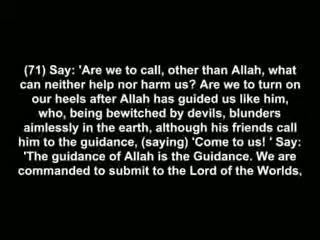 (71) Say: 'Are we to call, other than Allah, what
can neither help nor harm us? Are we to turn on
our heels after Allah has guided us like him,
who, being bewitched by devils, blunders
aimlessly in the earth, although his friends call
him to the guidance, (saying) 'Come to us! ' Say:
'The guidance of Allah is the Guidance. We are
commanded to submit to the Lord of the Worlds,